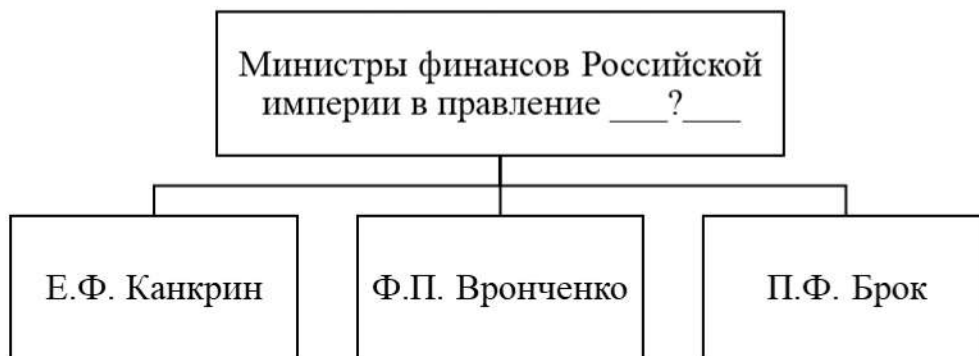 Министры финансов Российской
империи в правление ___?___
Е.Ф. Канкрин
Ф.П. Вронченко
П.Ф. Брок